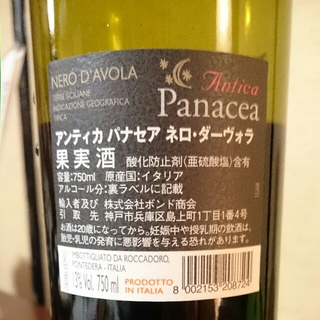 NERO D'AVOLA
TERRE SICILIANE
INDICAZIONE GEOGRAFICA
TIPICA
Antica
Panacea
アンティカ パナセア ネロ・ダーヴォラ
果実酒 酸化防止剤(亜硫酸塩)含有
容量:750ml 原産国:イタリア
アルコール分:裏ラベルに記載
輸入者及び 株式会社ボンド商会
引取先 神戸市兵庫区島上町1丁目1番4号
お酒は20歳になってから。妊娠中や授乳期の飲酒は、
胎児・乳児の発育に悪影響を与える恐れがあります。
IMBOTTIGLIATO DA ROCCADORO,
PONTEDERA - ITALIA
13% Vol. 750 ml
PRODOTTO
IN ITALIA
8 002153 208724